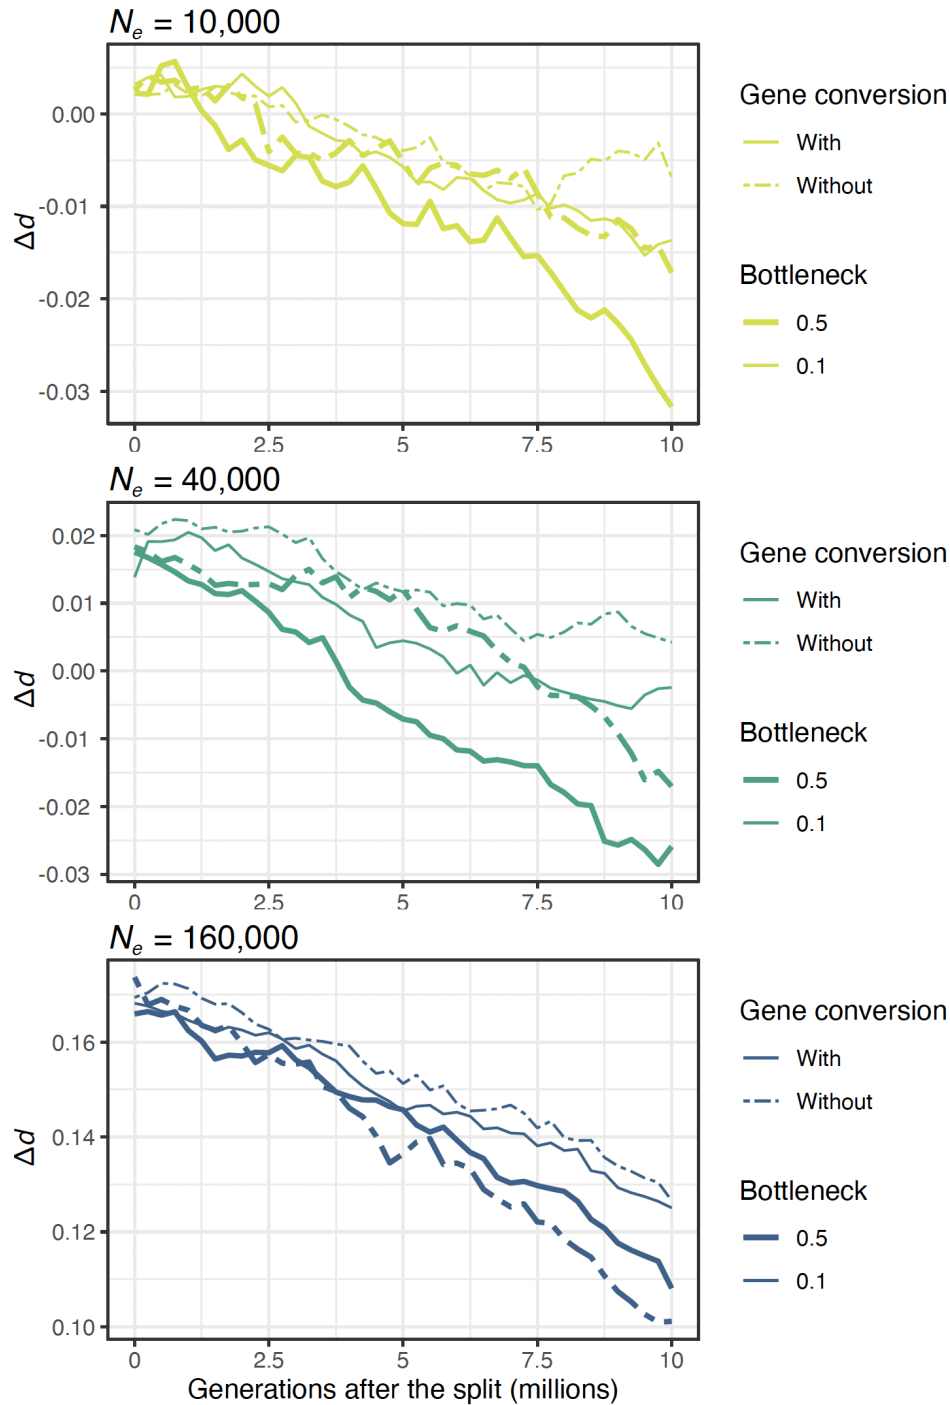 Ne = 10,000
0.00
-0.01
-0.02
-0.03
Δd
0 2.5 5 7.5 10
Gene conversion
With
Without
Bottleneck
0.5
0.1
Ne = 40,000
0.02
0.01
0.00
-0.01
-0.02
-0.03
Δd
0 2.5 5 7.5 10
Gene conversion
With
Without
Bottleneck
0.5
0.1
Ne = 160,000
0.16
0.14
0.12
0.10
Δd
0 2.5 5 7.5 10
Generations after the split (millions)
Gene conversion
With
Without
Bottleneck
0.5
0.1